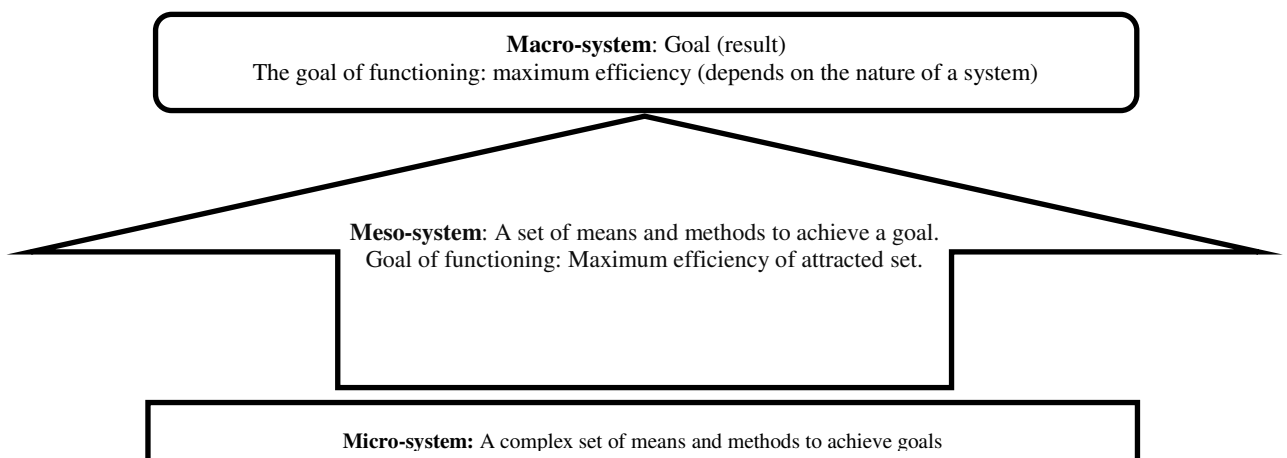 Macro-system: Goal (result)
The goal of functioning: maximum efficiency (depends on the nature of a system)
Meso-system: A set of means and methods to achieve a goal.
Goal of functioning: Maximum efficiency of attracted set.
Micro-system: A complex set of means and methods to achieve goals